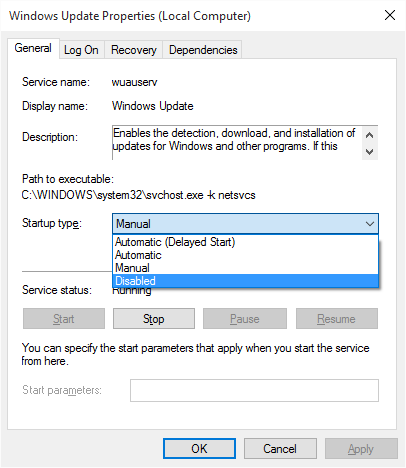 Windows Update Properties (Local Computer)
General Log On Recovery Dependencies
Service name: wuauserv
Display name: Windows Update
Description: Enables the detection, download, and installation of
updates for Windows and other programs. If this
Path to executable:
C:\WINDOWS\system32\svchost.exe -k netsvcs
Startup type: Manual
Automatic (Delayed Start)
Automatic
Manual
Disabled
Service status: Running
Start Stop Pause Resume
You can specify the start parameters that apply when you start the service
from here.
Start parameters:
OK Cancel Apply